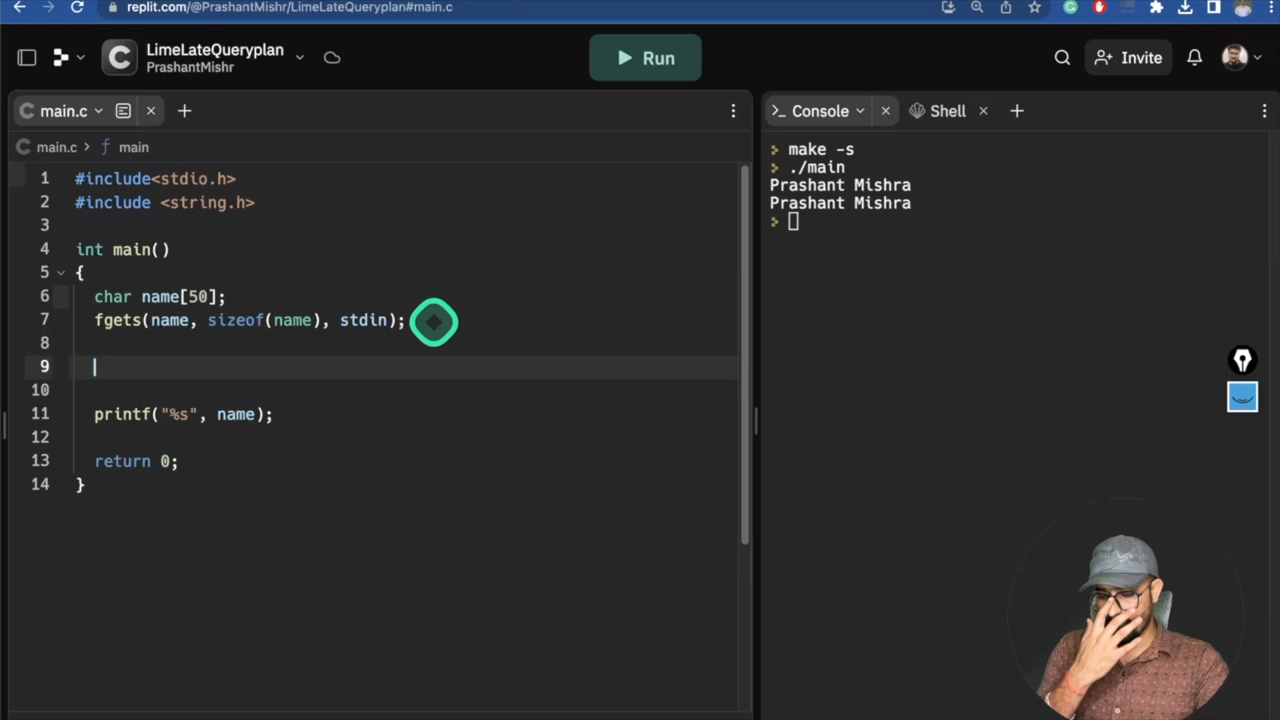 replit.com/@PrashantMishr/LimeLateQueryplan#main.c
LimeLateQueryplan
PrashantMishr
Run
Invite
main.c
Console
Shell
main.c > f main
1 #include<stdio.h>
2 #include <string.h>
3
4 int main()
5 {
6 char name[50];
7 fgets(name, sizeof(name), stdin);
8
9
10
11 printf("%s", name);
12
13 return 0;
14 }
> make -s
> ./main
Prashant Mishra
Prashant Mishra
>